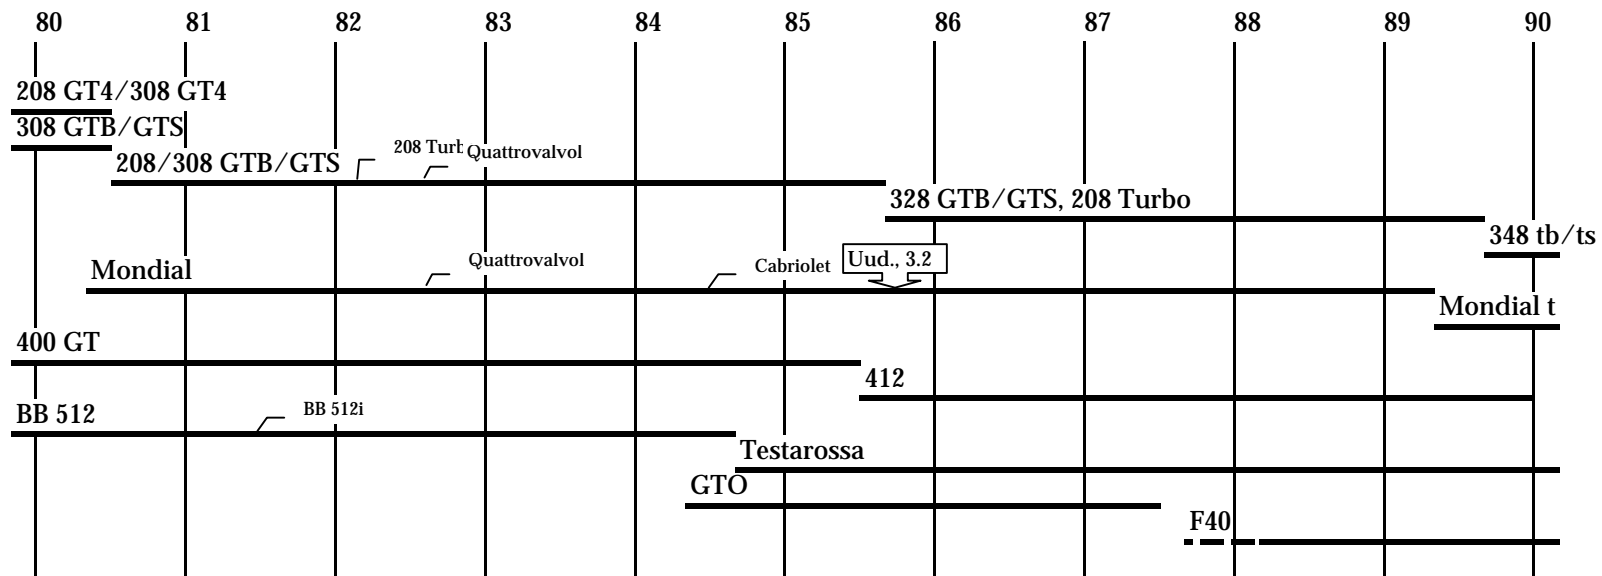 80 81 82 83 84 85 86 87 88 89 90
208 GT4/308 GT4
308 GTB/GTS
208/308 GTB/GTS
208 Turb
Quattrovalvol
328 GTB/GTS, 208 Turbo
348 tb/ts
Mondial
Quattrovalvol
Cabriolet
Uud., 3.2
Mondial t
400 GT
412
BB 512
BB 512i
Testarossa
GTO
F40